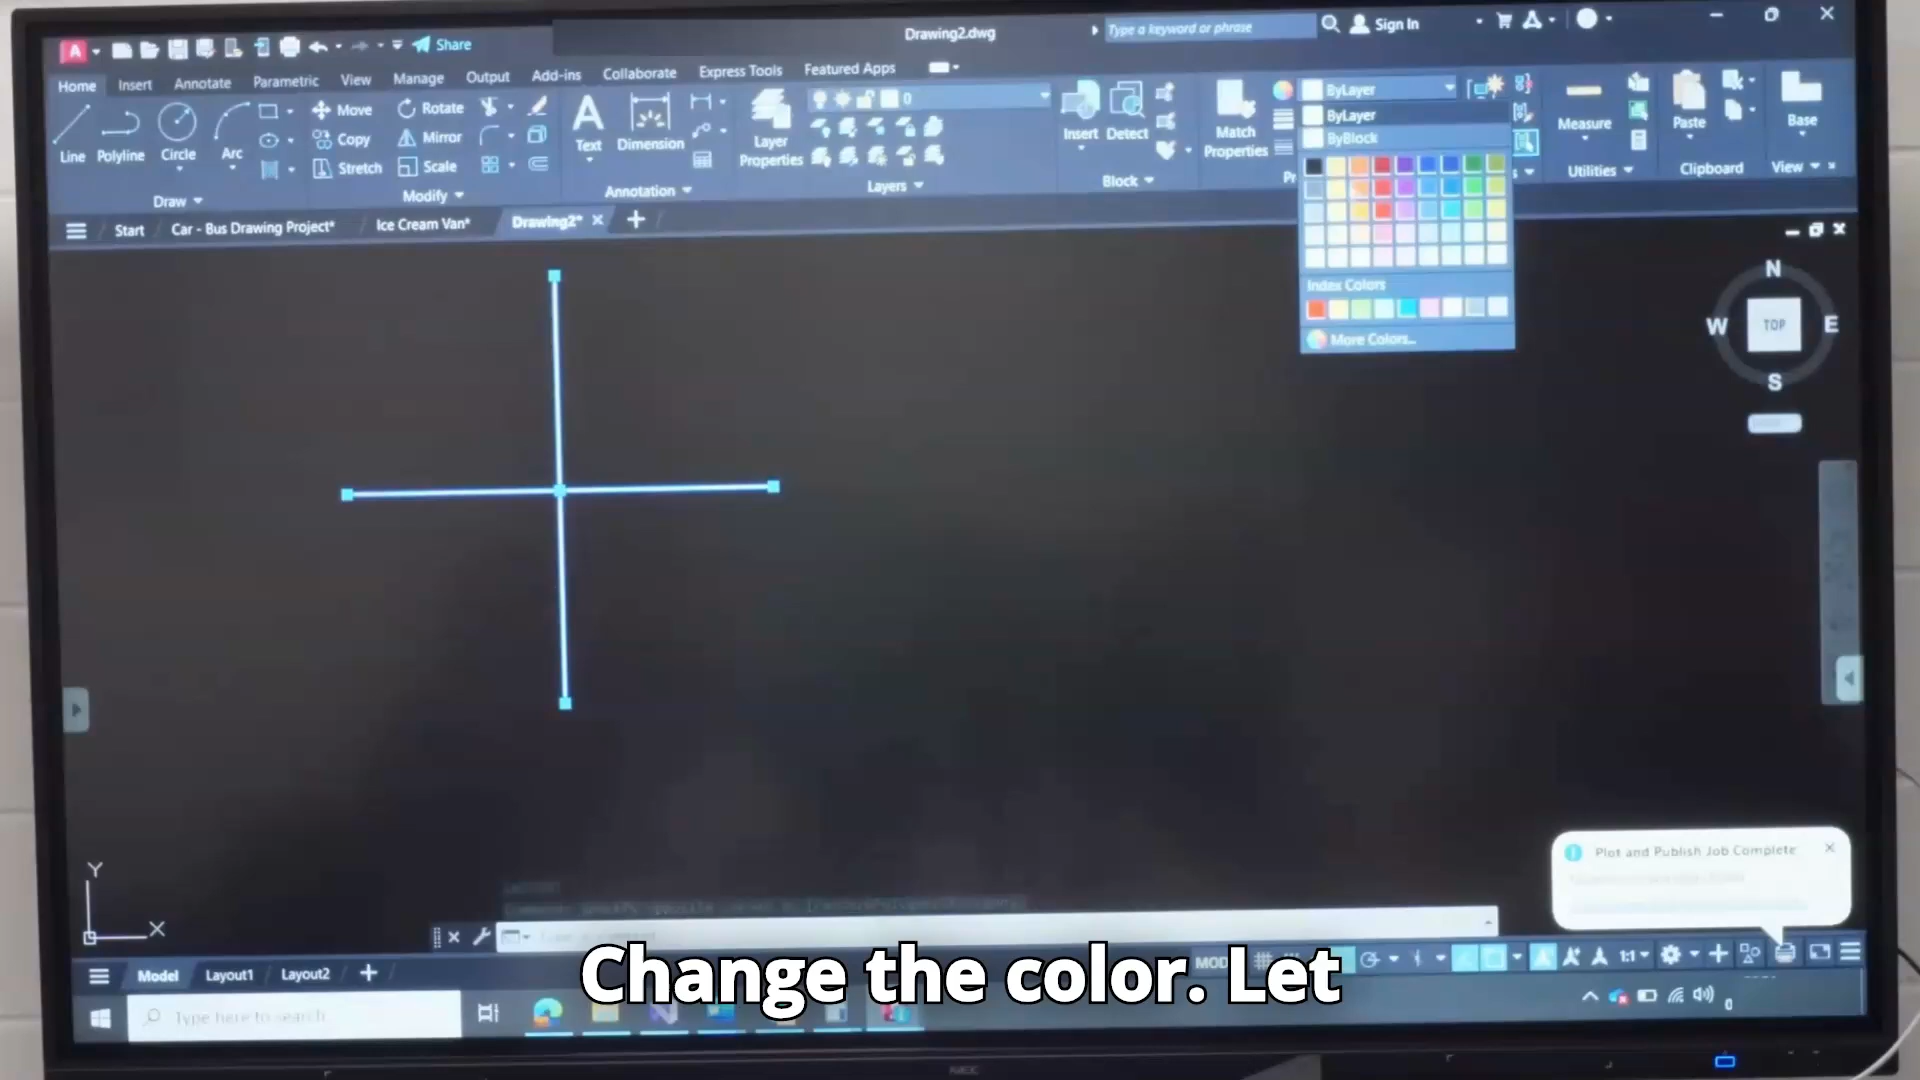 A Share Drawing2.dwg Type a keyword or phrase Sign In
Home Insert Annotate Parametric View Manage Output Add-ins Collaborate Express Tools Featured Apps
Line Polyline Circle Arc
Move Rotate
Copy Mirror
Stretch Scale
Text Dimension
Layer Properties
0
Insert Detect
Match Properties
ByLayer
ByLayer
ByBlock
Index Colors
More Colors...
Measure
Paste
Base
Draw Modify Annotation Layers Block Utilities Clipboard View
Start Car - Bus Drawing Project* Ice Cream Van* Drawing2*
N
W TOP E
S
Y
X
Plot and Publish Job Complete
Change the color. Let
Model Layout1 Layout2
1:1
Type here to search
NEC